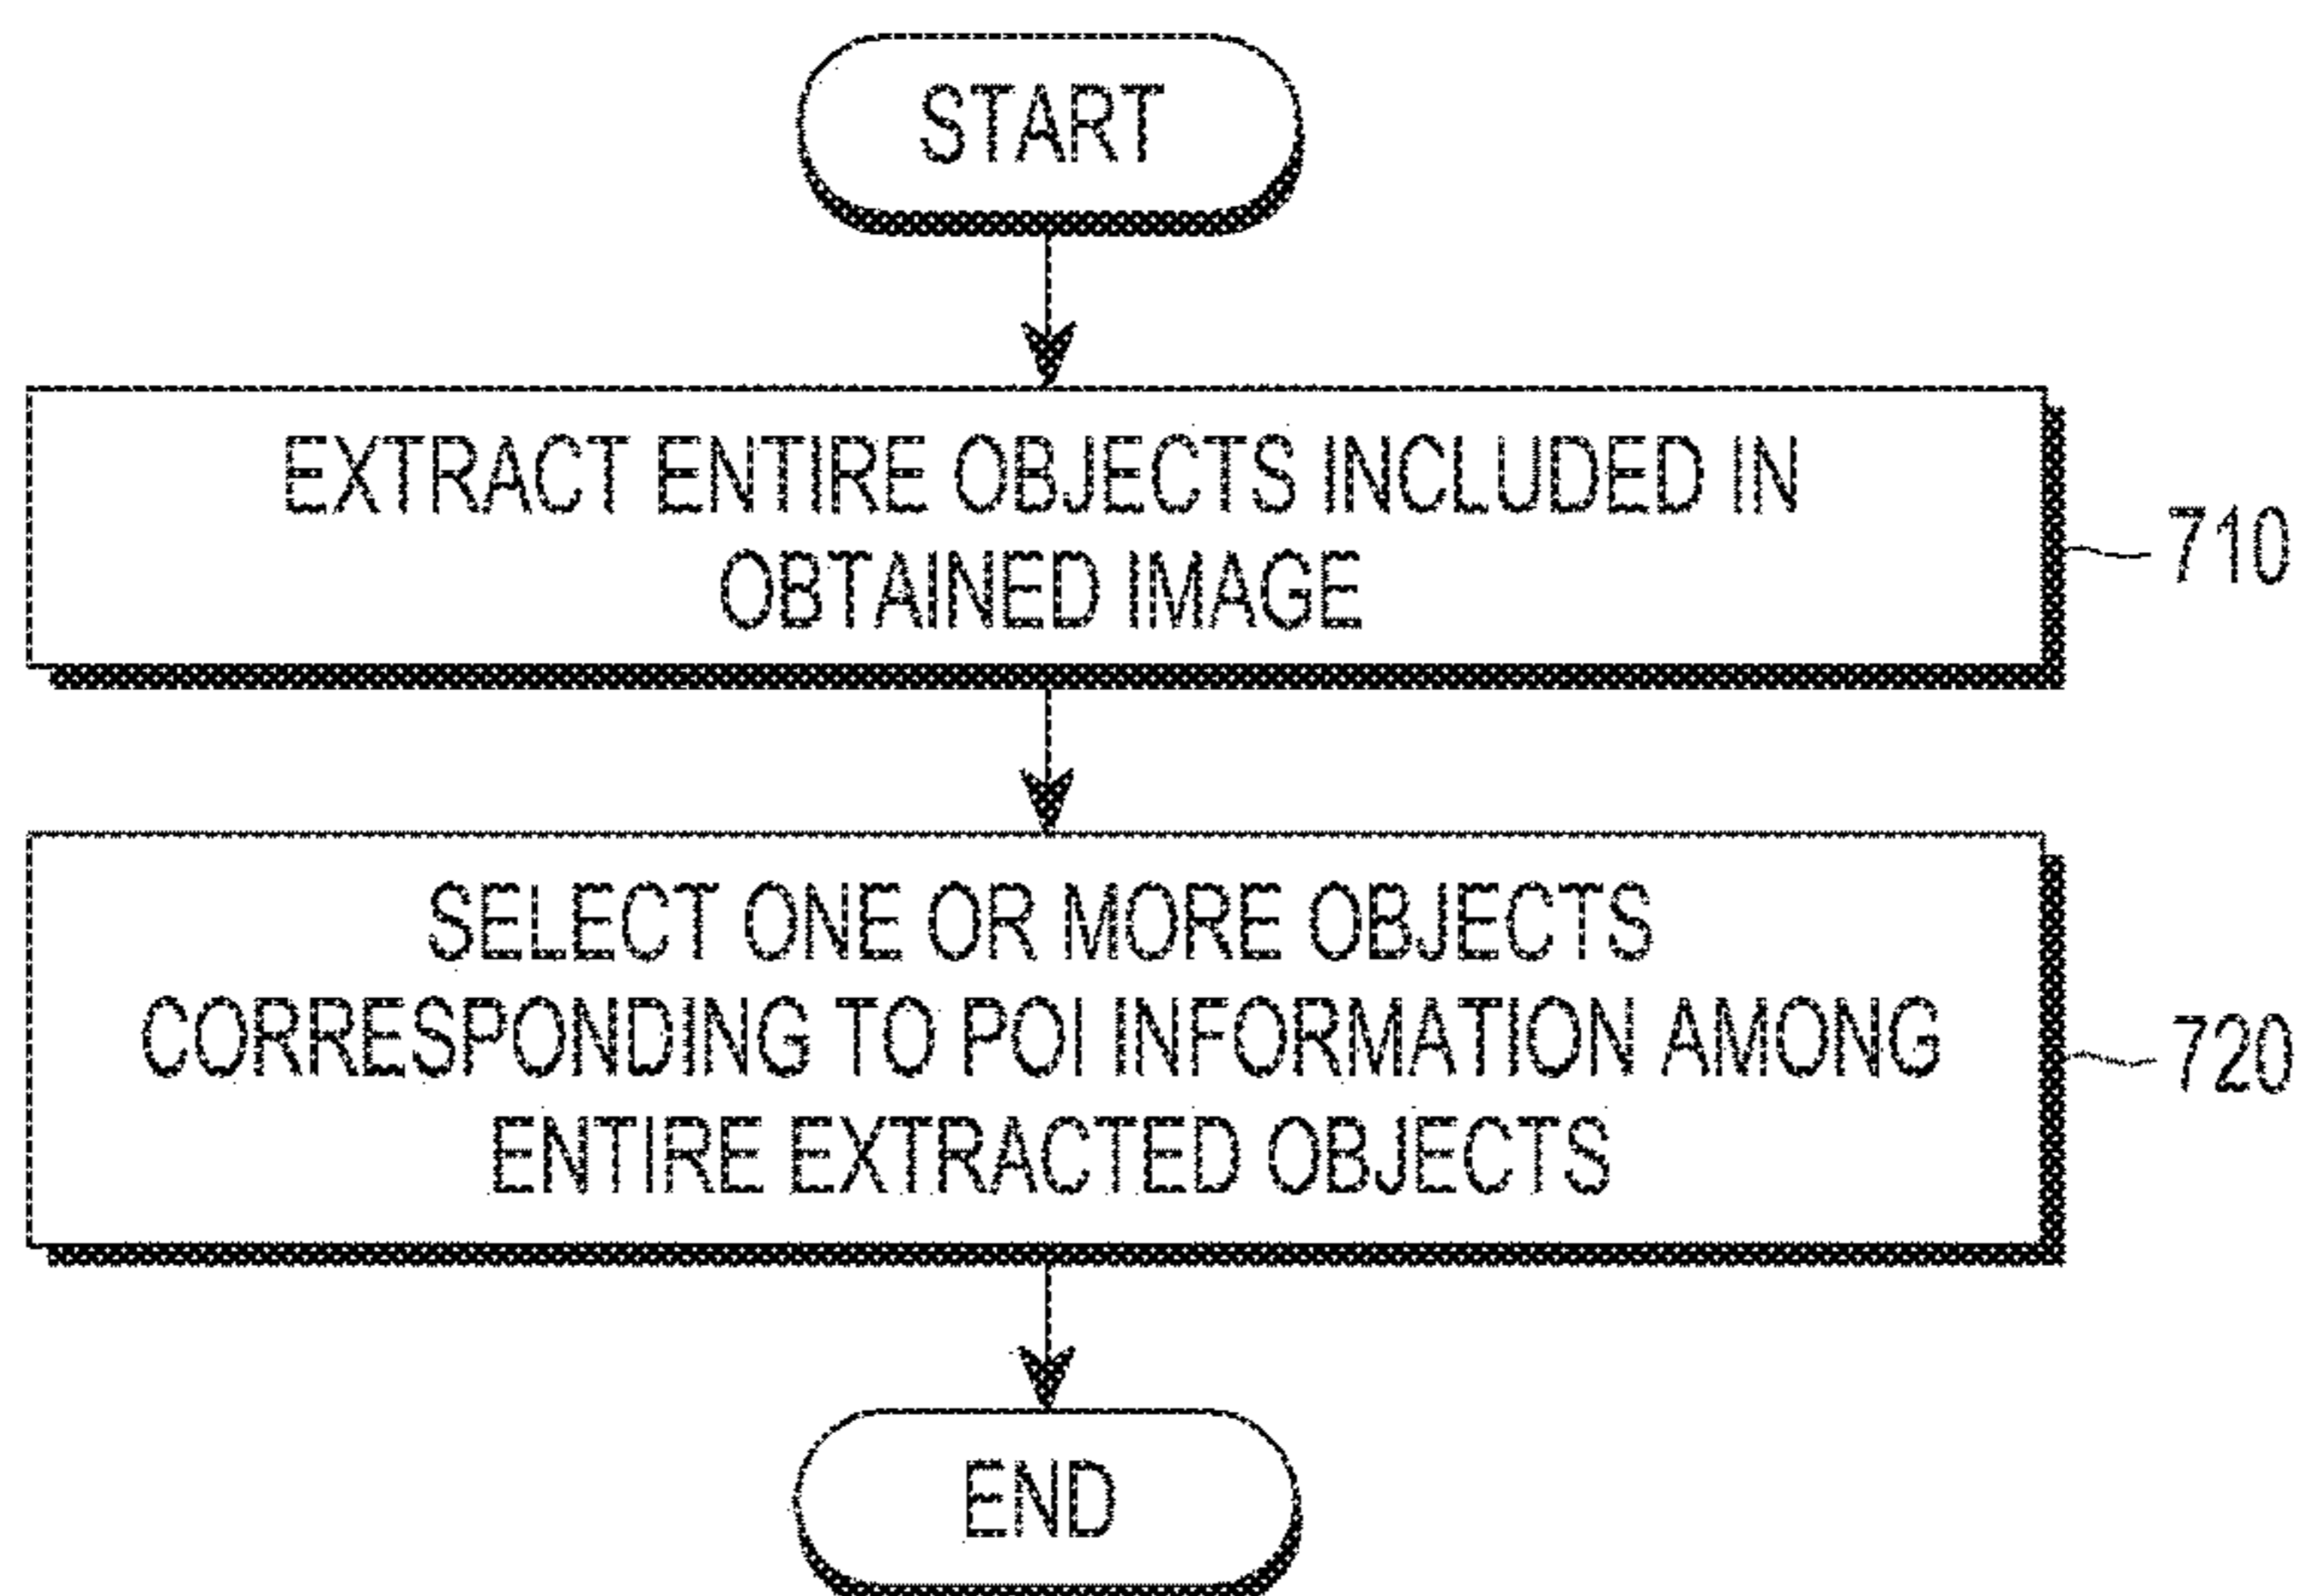 START
EXTRACT ENTIRE OBJECTS INCLUDED IN
OBTAINED IMAGE
710
SELECT ONE OR MORE OBJECTS
CORRESPONDING TO POI INFORMATION AMONG
ENTIRE EXTRACTED OBJECTS
720
END